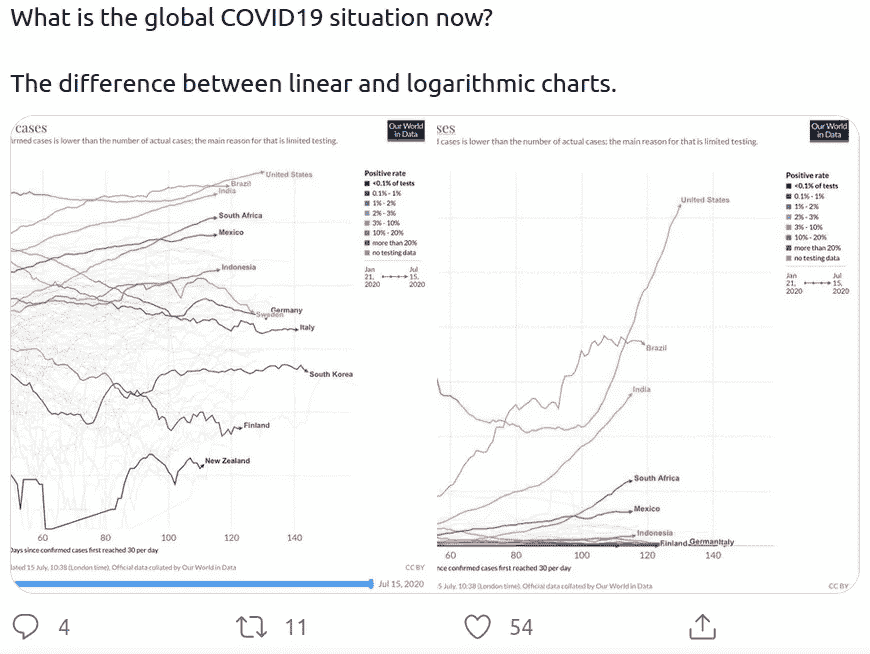 What is the global COVID19 situation now?
The difference between linear and logarithmic charts.
cases
Our World
in Data
irmed cases is lower than the number of actual cases; the main reason for that is limited testing.
United States
Brazil
India
South Africa
Mexico
Indonesia
Germany
Sweden
Italy
South Korea
Finland
New Zealand
Positive rate
<0.1% of tests
0.1% - 1%
1% - 2%
2% - 3%
3% - 10%
10% - 20%
more than 20%
no testing data
Jan 21, 2020
Jul 15, 2020
60 80 100 120 140
Days since confirmed cases first reached 30 per day
lated 15 July, 10:38 (London time), Official data collated by Our World in Data
CC BY
Jul 15, 2020
ses
Our World
in Data
l cases is lower than the number of actual cases; the main reason for that is limited testing.
United States
Brazil
India
South Africa
Mexico
Indonesia
Finland Germany Italy
Positive rate
<0.1% of tests
0.1% - 1%
1% - 2%
2% - 3%
3% - 10%
10% - 20%
more than 20%
no testing data
Jan 21, 2020
Jul 15, 2020
60 80 100 120 140
nce confirmed cases first reached 30 per day
5 July, 10:38 (London time), Official data collated by Our World in Data
CC BY
4 11 54